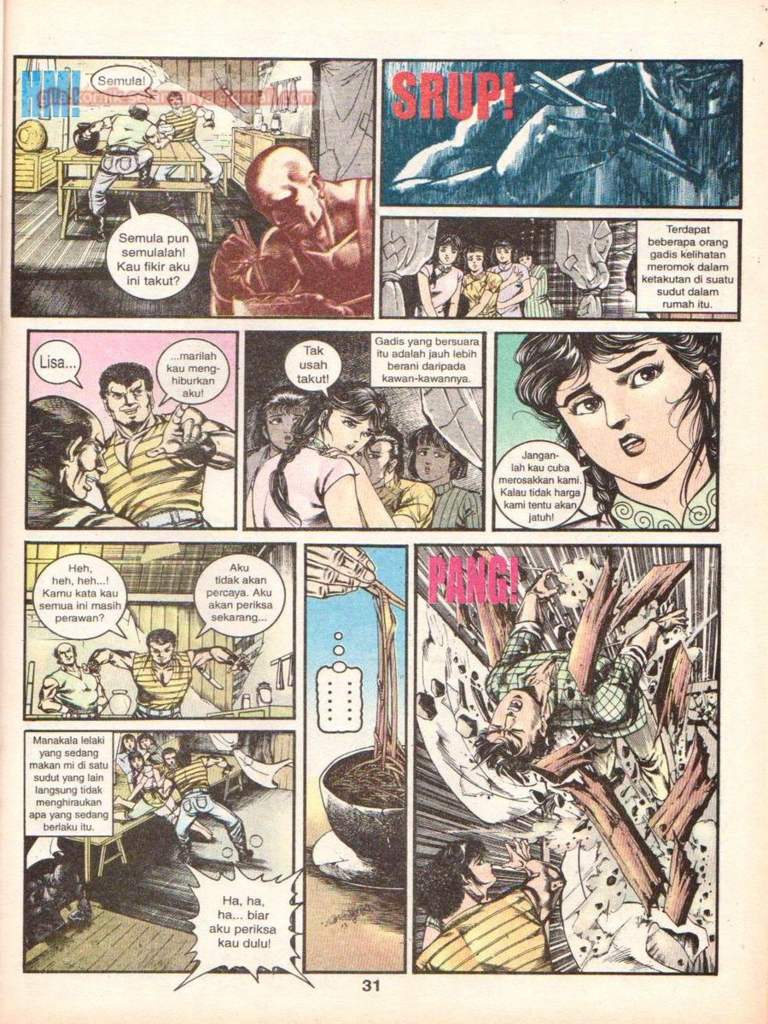 HIII!
Semula!
Semula pun
semulalah!
Kau fikir aku
ini takut?
SRUP!
Terdapat
beberapa orang
gadis kelihatan
meromok dalam
ketakutan di suatu
sudut dalam
rumah itu.
Lisa...
...marilah
kau meng-
hiburkan
aku!
Tak
usah
takut!
Gadis yang bersuara
itu adalah jauh lebih
berani daripada
kawan-kawannya.
Jangan-
lah kau cuba
merosakkan kami.
Kalau tidak harga
kami tentu
akan
jatuh!
Heh,
heh, heh...!
Kamu kata kau
semua ini masih
perawan?
Aku
tidak akan
percaya. Aku
akan periksa
sekarang...
Manakala lelaki
yang sedang
makan mi di satu
sudut yang lain
langsung tidak
menghiraukan
apa yang sedang
berlaku itu.
Ha, ha,
ha... biar
aku periksa
kau dulu!
PANG!
31